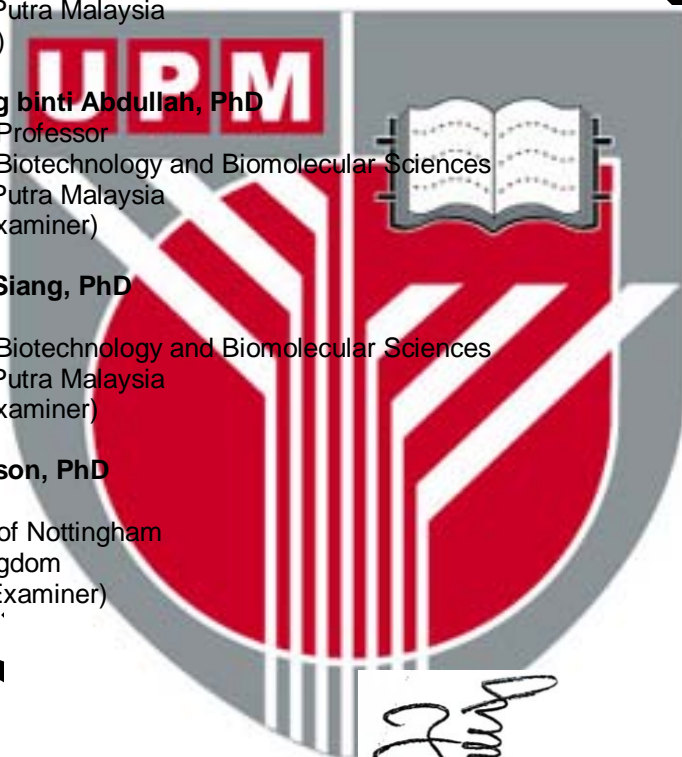 Putra Malaysia
)
UPM
g binti Abdullah, PhD
Professor
Biotechnology and Biomolecular Sciences
Putra Malaysia
xaminer)
Siang, PhD
Biotechnology and Biomolecular Sciences
Putra Malaysia
xaminer)
son, PhD
of Nottingham
gdom
Examiner)